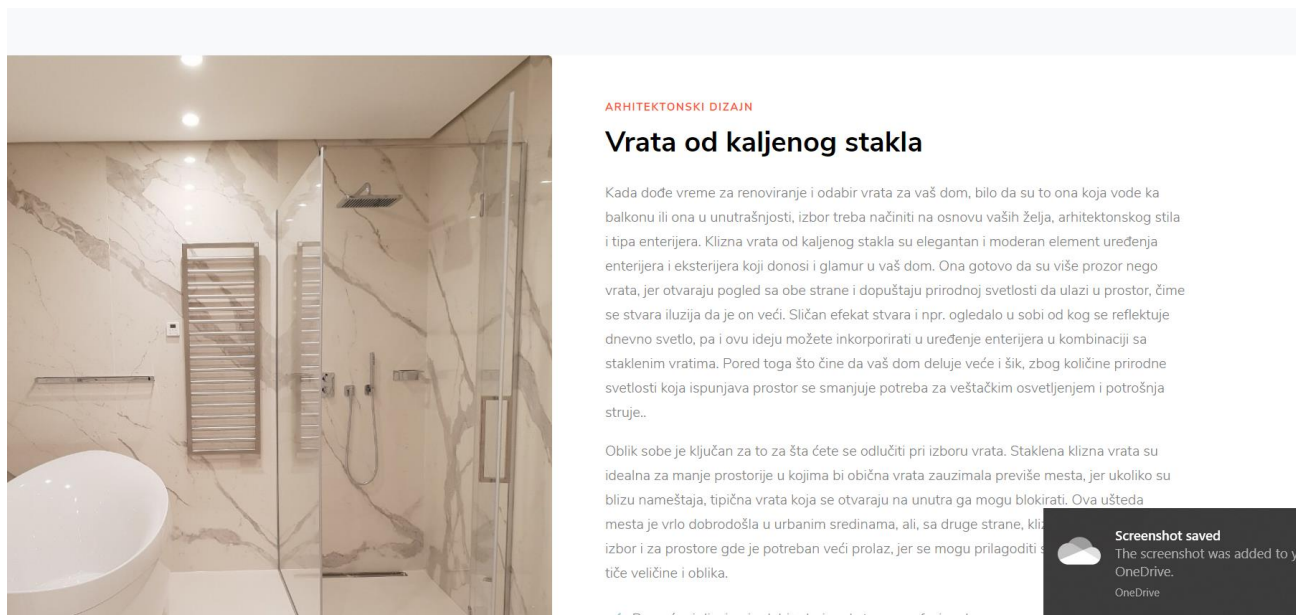 ARHITEKTONSKI DIZAJN
Vrata od kaljenog stakla
Kada dođe vreme za renoviranje i odabir vrata za vaš dom, bilo da su to ona koja vode ka
balkonu ili ona u unutrašnjosti, izbor treba načiniti na osnovu vaših želja, arhitektonskog stila
i tipa enterijera. Klizna vrata od kaljenog stakla su elegantan i moderan element uređenja
enterijera i eksterijera koji donosi i glamur u vaš dom. Ona gotovo da su više prozor nego
vrata, jer otvaraju pogled sa obe strane i dopuštaju prirodnoj svetlosti da ulazi u prostor, čime
se stvara iluzija da je on veći. Sličan efekat stvara i npr. ogledalo u sobi od kog se reflektuje
dnevno svetlo, pa i ovu ideju možete inkorporirati u uređenje enterijera u kombinaciji sa
staklenim vratima. Pored toga što čine da vaš dom deluje veće i šik, zbog količine prirodne
svetlosti koja ispunjava prostor se smanjuje potreba za veštačkim osvetljenjem i potrošnja
struje..
Oblik sobe je ključan za to za šta ćete se odlučiti pri izboru vrata. Staklena klizna vrata su
idealna za manje prostorije u kojima bi obična vrata zauzimala previše mesta, jer ukoliko su
blizu nameštaja, tipična vrata koja se otvaraju na unutra ga mogu blokirati. Ova ušteda
mesta je vrlo dobrodošla u urbanim sredinama, ali, sa druge strane,
izbor i za prostore gde je potreban veći prolaz, jer se mogu prilagoditi
tiče veličine i oblika.
Screenshot saved
The screenshot was added to
OneDrive.
OneDrive